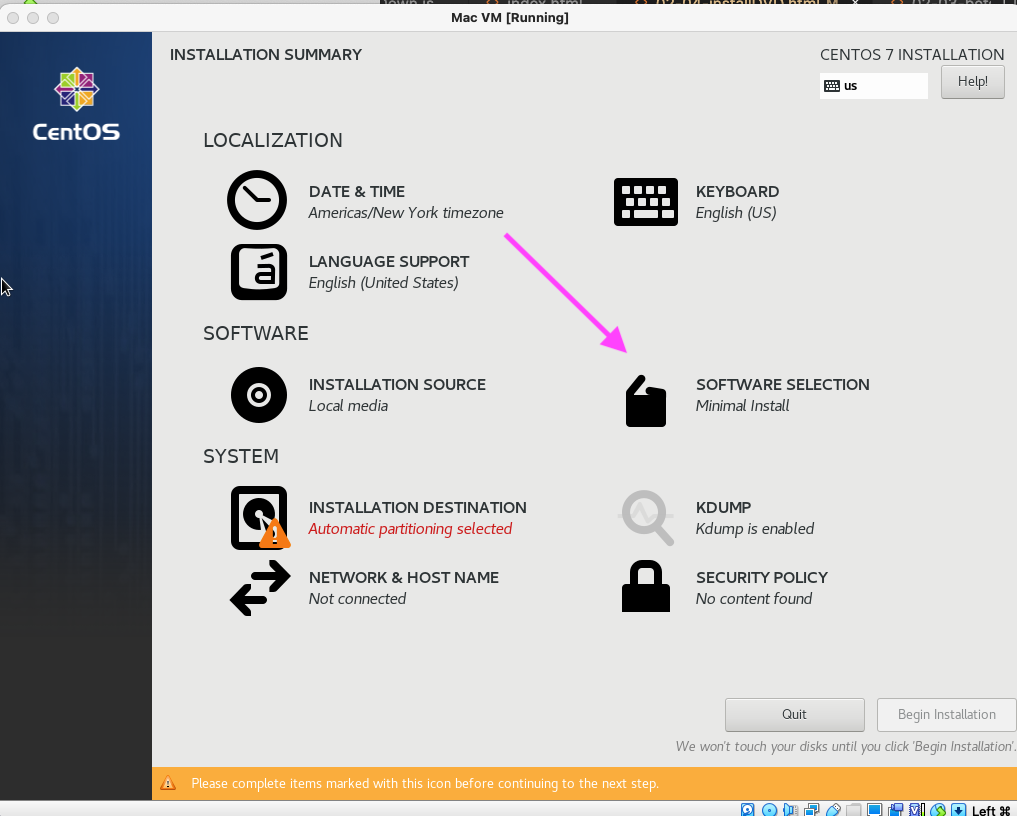 Mac VM [Running]
INSTALLATION SUMMARY
CENTOS 7 INSTALLATION
us
Help!
CentOS
LOCALIZATION
DATE & TIME
Americas/New York timezone
KEYBOARD
English (US)
LANGUAGE SUPPORT
English (United States)
SOFTWARE
INSTALLATION SOURCE
Local media
SOFTWARE SELECTION
Minimal Install
SYSTEM
INSTALLATION DESTINATION
Automatic partitioning selected
KDUMP
Kdump is enabled
NETWORK & HOST NAME
Not connected
SECURITY POLICY
No content found
Quit
Begin Installation
We won't touch your disks until you click 'Begin Installation'.
Please complete items marked with this icon before continuing to the next step.
Left ⌘